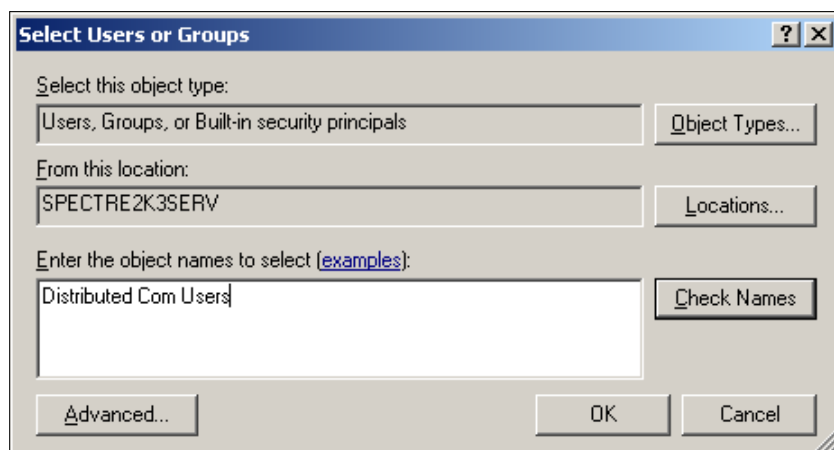 Select Users or Groups
Select this object type:
Users, Groups, or Built-in security principals
Object Types...
From this location:
SPECTRE2K3SERV
Locations...
Enter the object names to select (examples):
Distributed Com Users
Check Names
Advanced...
OK
Cancel